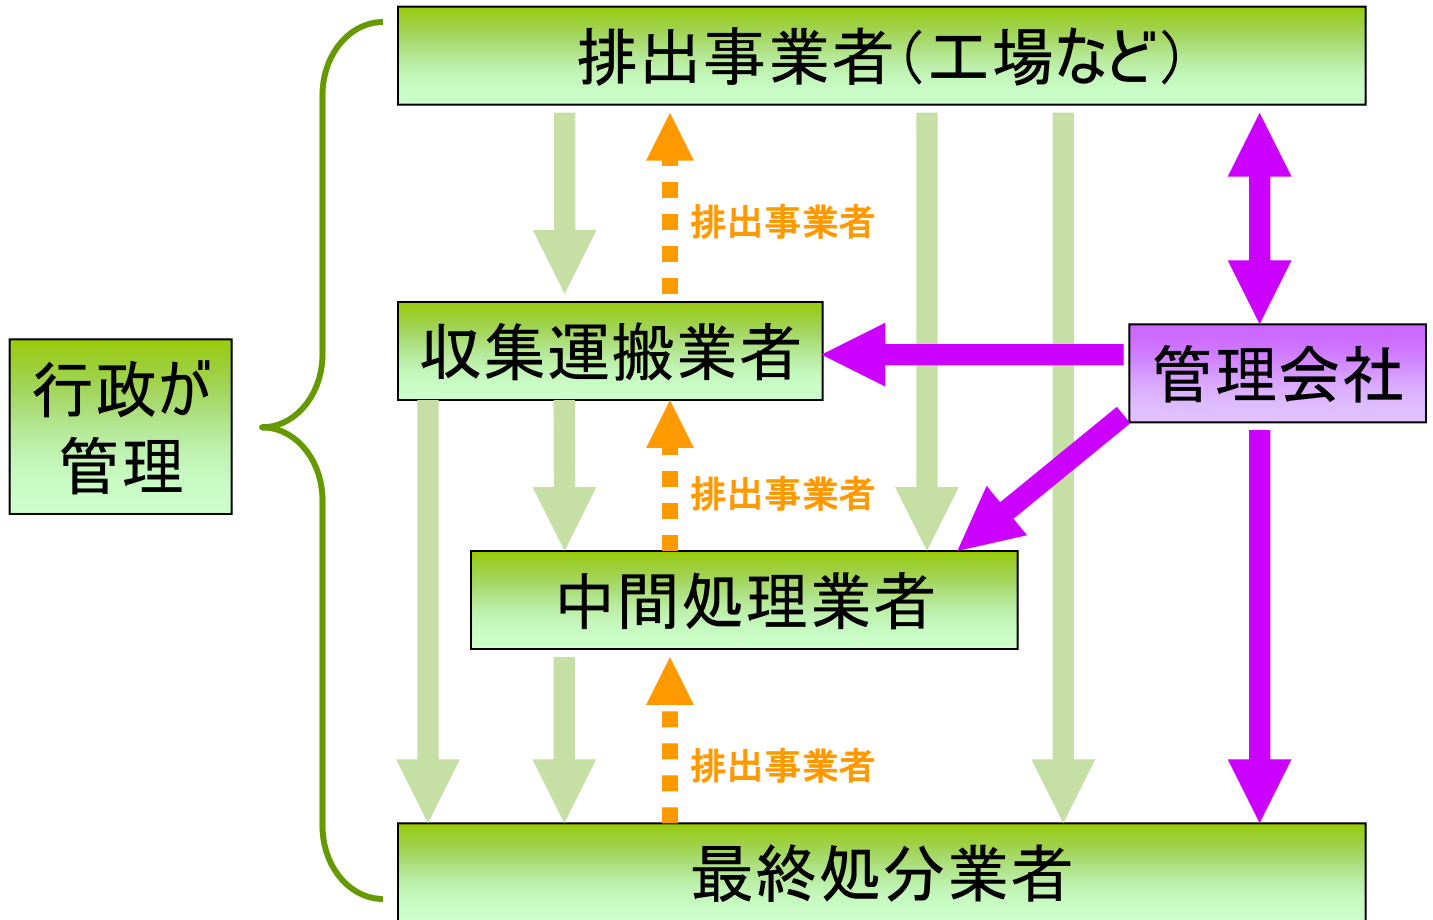 排出事業者（工場など）
排出事業者
収集運搬業者
管理会社
行政が
管理
排出事業者
中間処理業者
排出事業者
最終処分業者